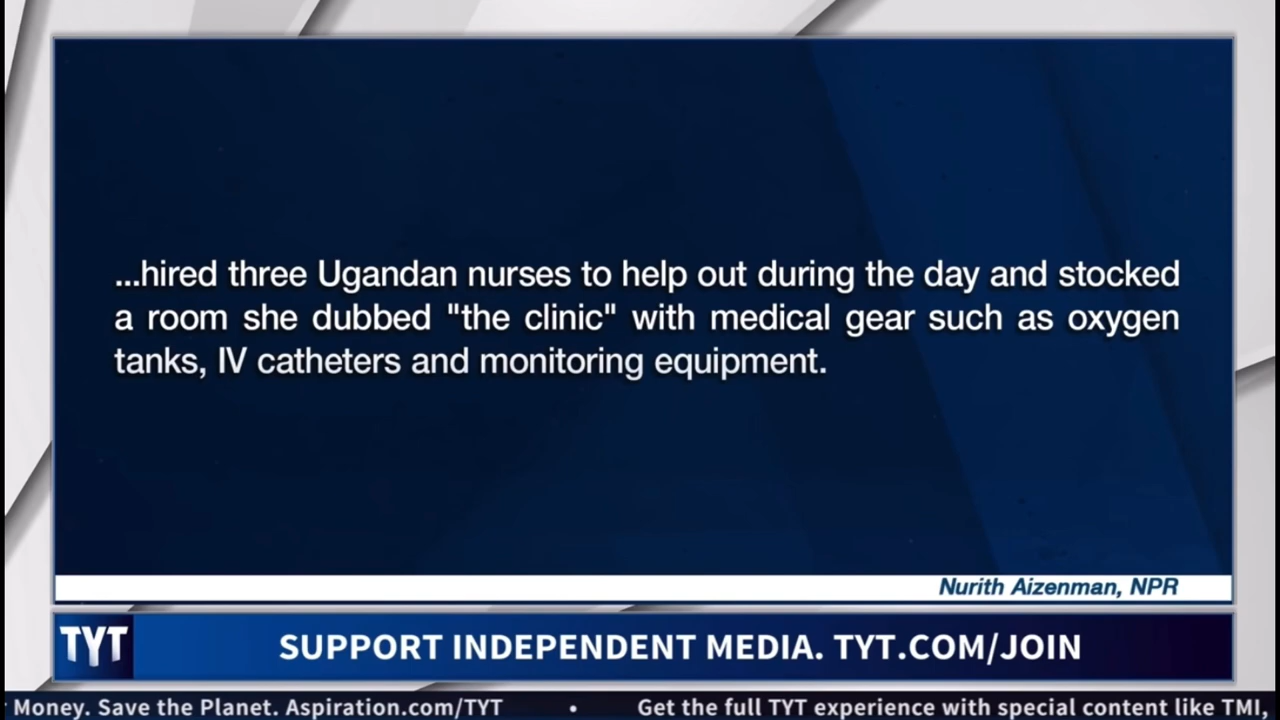 ...hired three Ugandan nurses to help out during the day and stocked
a room she dubbed "the clinic" with medical gear such as oxygen
tanks, IV catheters and monitoring equipment.
Nurith Aizenman, NPR
TYT SUPPORT INDEPENDENT MEDIA. TYT.COM/JOIN
Money. Save the Planet. Aspiration.com/TYT • Get the full TYT experience with special content like TMI,